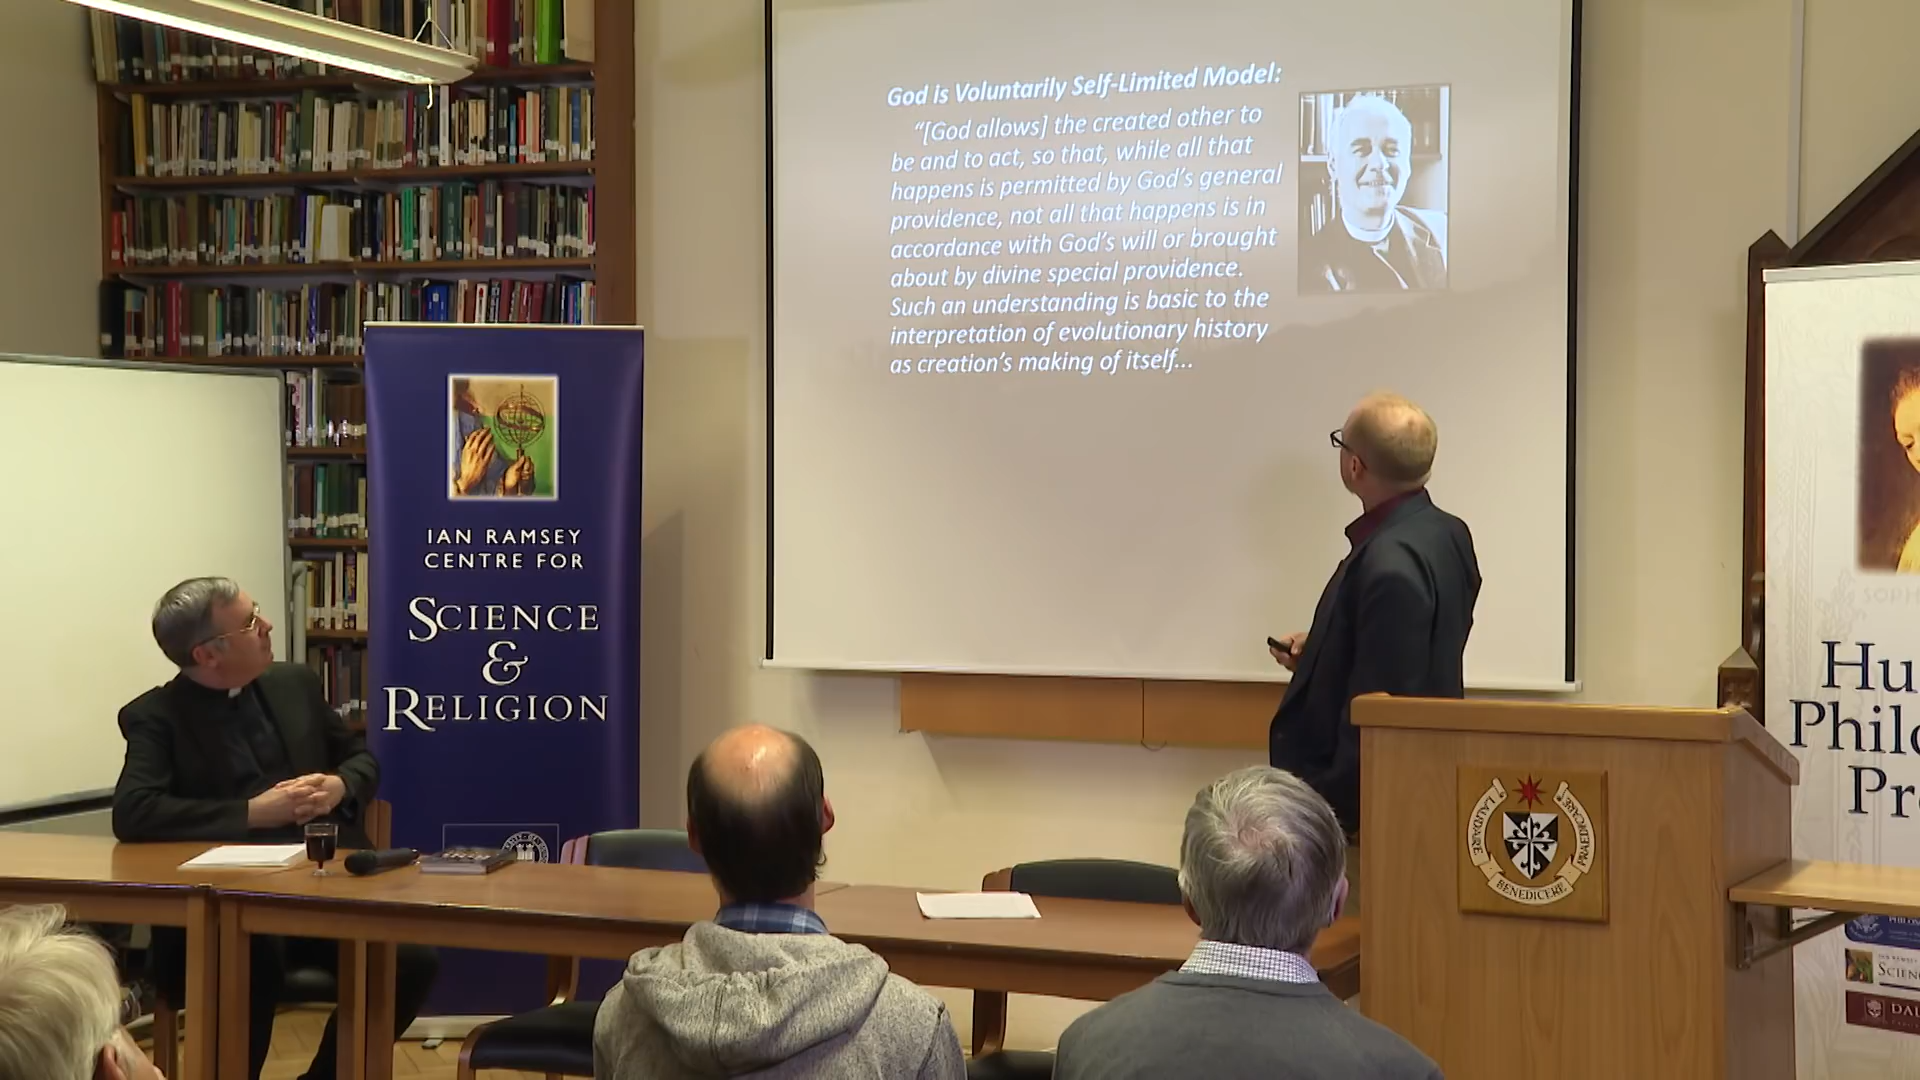 God is Voluntarily Self-Limited Model:
“[God allows] the created other to
be and to act, so that, while all that
happens is permitted by God’s general
providence, not all that happens is in
accordance with God’s will or brought
about by divine special providence.
Such an understanding is basic to the
interpretation of evolutionary history
as creation’s making of itself...
IAN RAMSEY
CENTRE FOR
SCIENCE
&
RELIGION
LAUDARE
BENEDICERE
PRAEDICARE
Hu
Philo
Pr
SOPH
SCIEN
DAL